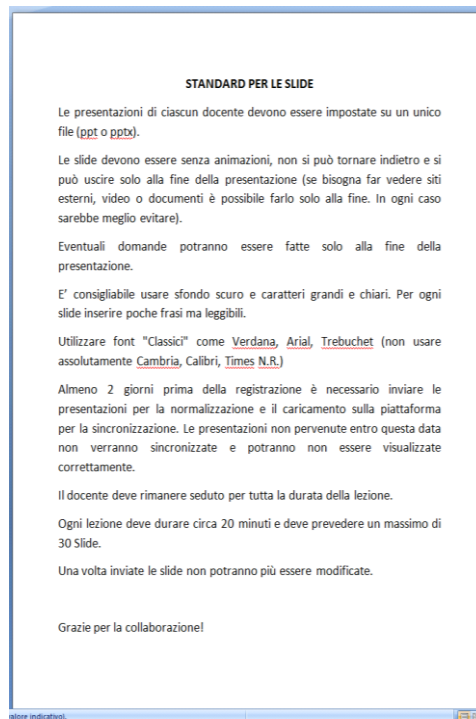 STANDARD PER LE SLIDE
Le presentazioni di ciascun docente devono essere impostate su un unico
file (ppt o pptx).
Le slide devono essere senza animazioni, non si può tornare indietro e si
può uscire solo alla fine della presentazione (se bisogna far vedere siti
esterni, video o documenti è possibile farlo solo alla fine. In ogni caso
sarebbe meglio evitare).
Eventuali domande potranno essere fatte solo alla fine della
presentazione.
E' consigliabile usare sfondo scuro e caratteri grandi e chiari. Per ogni
slide inserire poche frasi ma leggibili.
Utilizzare font "Classici" come Verdana, Arial, Trebuchet (non usare
assolutamente Cambria, Calibri, Times N.R.)
Almeno 2 giorni prima della registrazione è necessario inviare le
presentazioni per la normalizzazione e il caricamento sulla piattaforma
per la sincronizzazione. Le presentazioni non pervenute entro questa data
non verranno sincronizzate e potranno non essere visualizzate
correttamente.
Il docente deve rimanere seduto per tutta la durata della lezione.
Ogni lezione deve durare circa 20 minuti e deve prevedere un massimo di
30 Slide.
Una volta inviate le slide non potranno più essere modificate.
Grazie per la collaborazione!
alore indicativo).